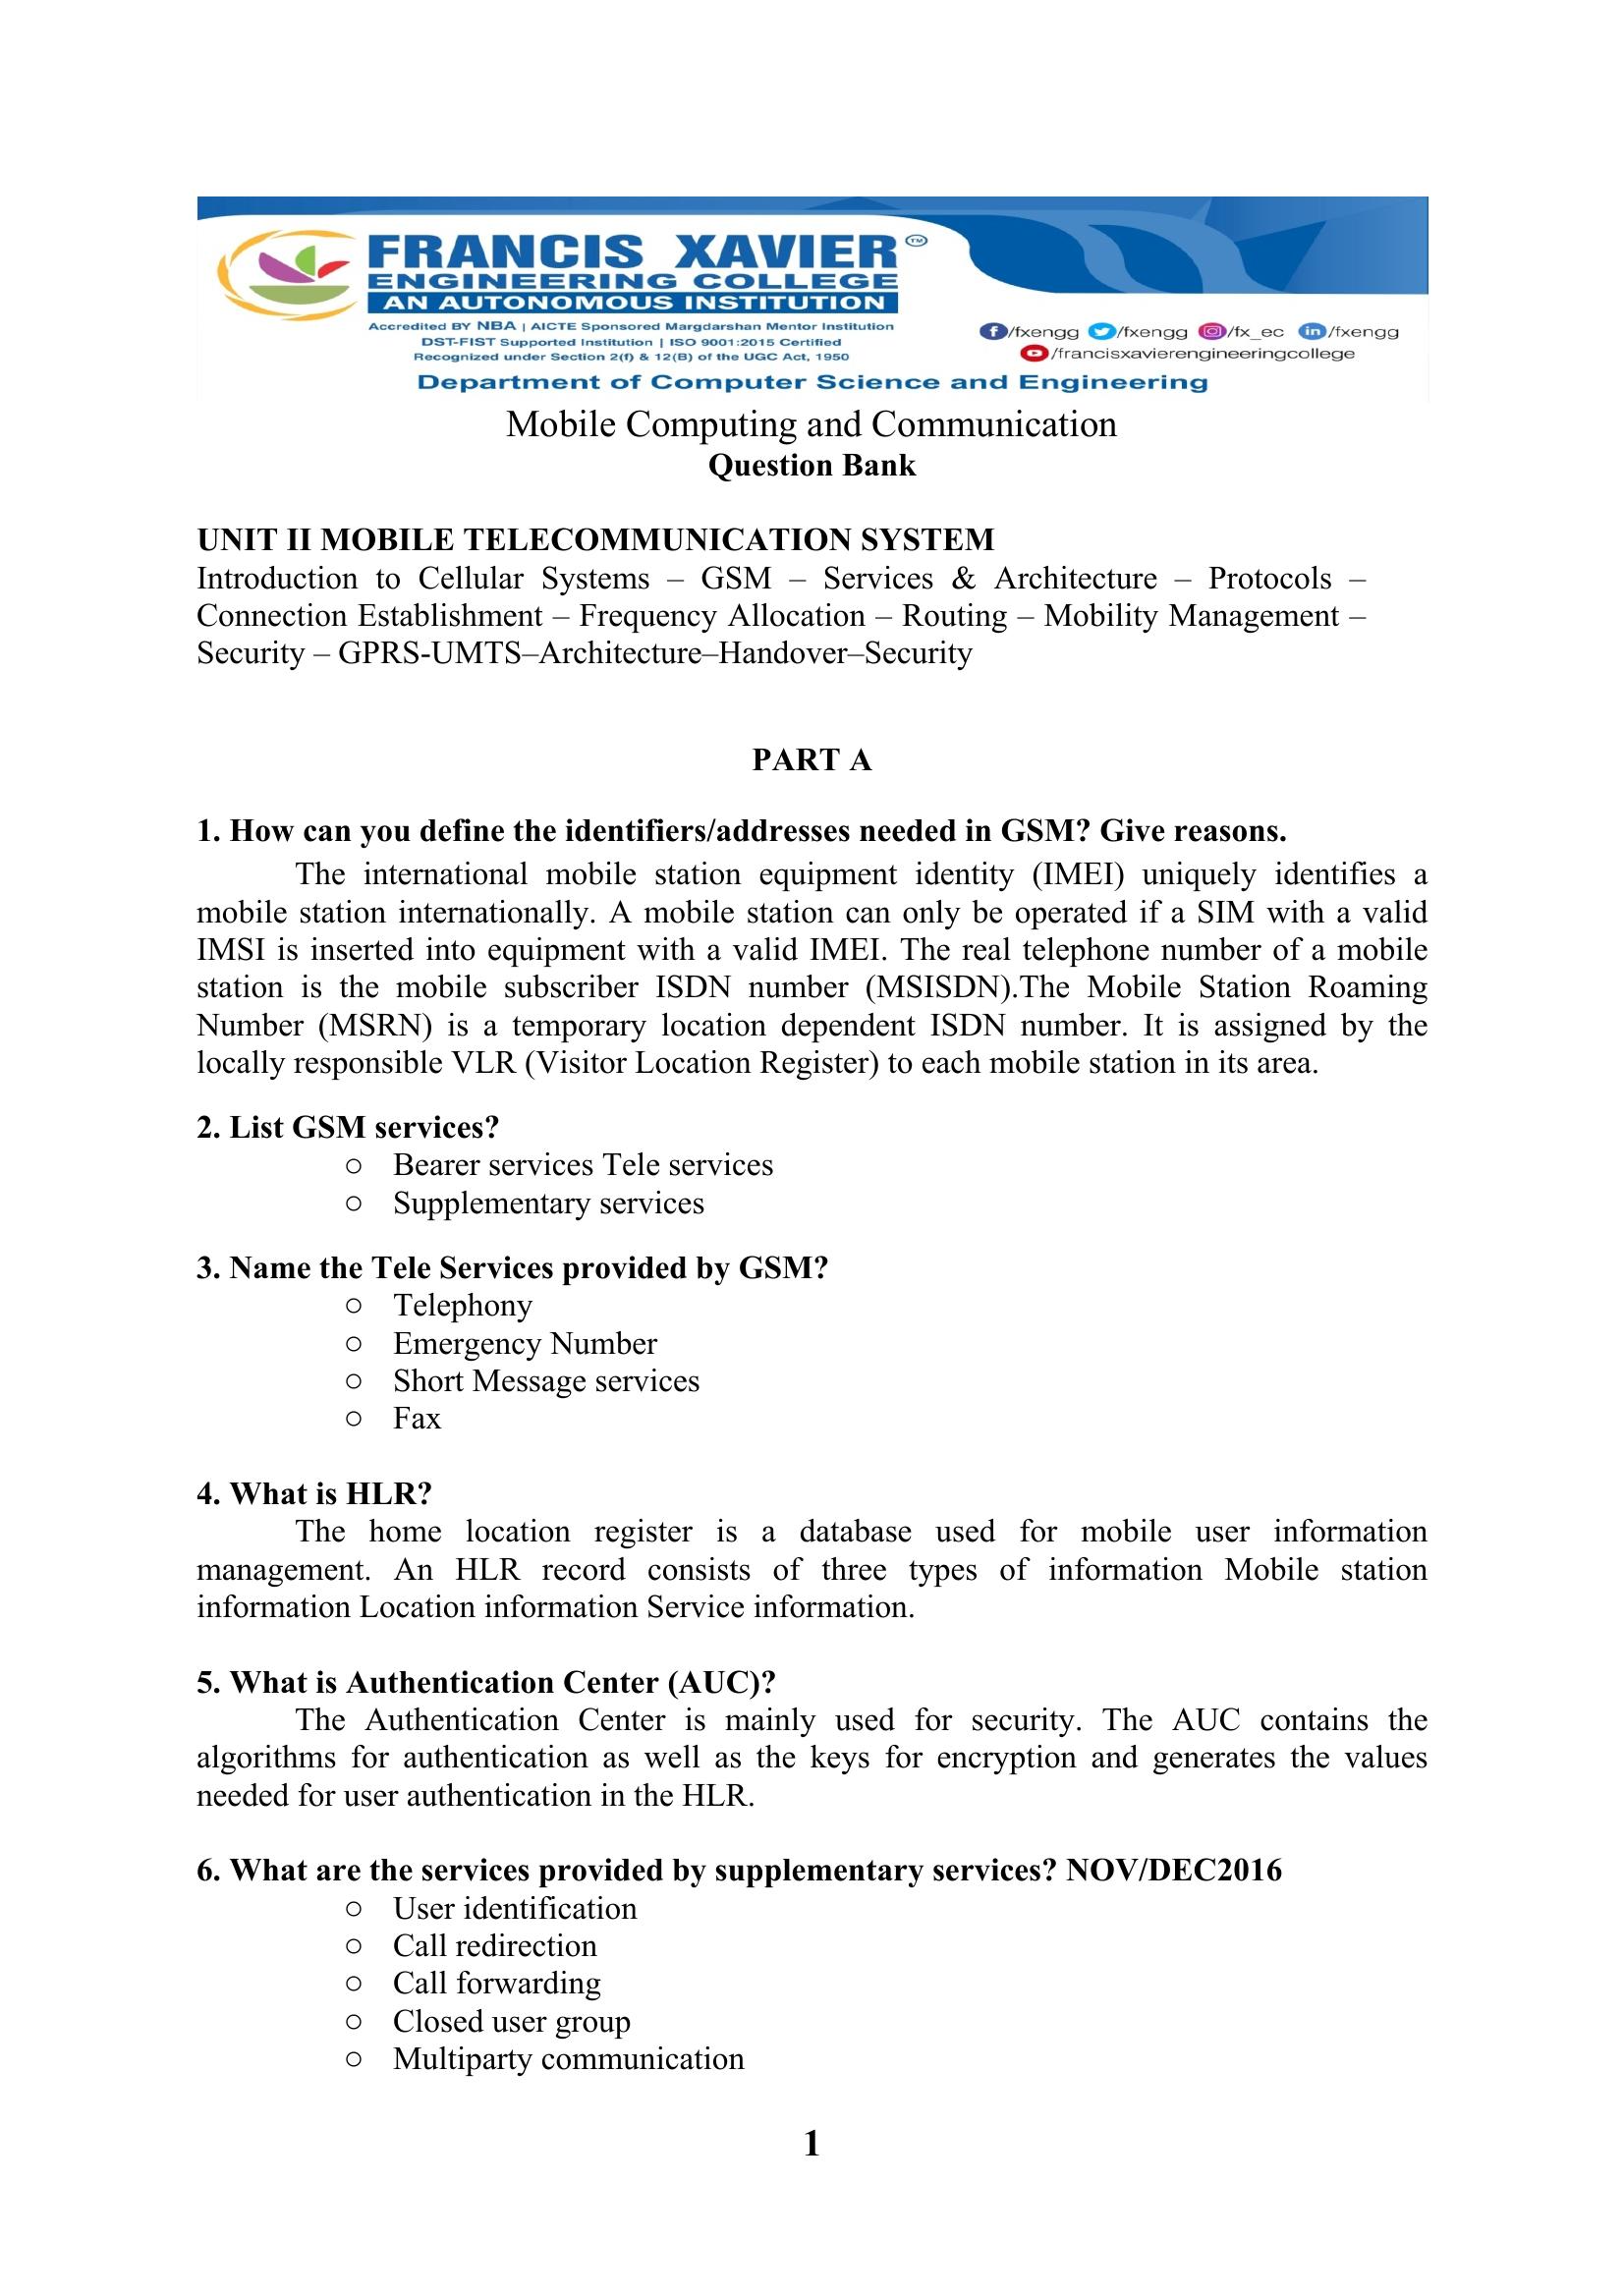 FRANCIS XAVIER™
ENGINEERING COLLEGE
AN AUTONOMOUS INSTITUTION
Accredited BY NBA | AICTE Sponsored Margdarshan Mentor Institution
DST-FIST Supported Institution | ISO 9001:2015 Certified
Recognized under Section 2(f) & 12(B) of the UGC Act, 1950
/fxengg /fxengg /fx_ec /fxengg
/francisxavierengineeringcollege
Department of Computer Science and Engineering
Mobile Computing and Communication
Question Bank
UNIT II MOBILE TELECOMMUNICATION SYSTEM
Introduction to Cellular Systems – GSM – Services & Architecture – Protocols –
Connection Establishment – Frequency Allocation – Routing – Mobility Management –
Security – GPRS-UMTS–Architecture–Handover–Security
PART A
1. How can you define the identifiers/addresses needed in GSM? Give reasons.
The international mobile station equipment identity (IMEI) uniquely identifies a
mobile station internationally. A mobile station can only be operated if a SIM with a valid
IMSI is inserted into equipment with a valid IMEI. The real telephone number of a mobile
station is the mobile subscriber ISDN number (MSISDN).The Mobile Station Roaming
Number (MSRN) is a temporary location dependent ISDN number. It is assigned by the
locally responsible VLR (Visitor Location Register) to each mobile station in its area.
2. List GSM services?
○ Bearer services Tele services
○ Supplementary services
3. Name the Tele Services provided by GSM?
○ Telephony
○ Emergency Number
○ Short Message services
○ Fax
4. What is HLR?
The home location register is a database used for mobile user information
management. An HLR record consists of three types of information Mobile station
information Location information Service information.
5. What is Authentication Center (AUC)?
The Authentication Center is mainly used for security. The AUC contains the
algorithms for authentication as well as the keys for encryption and generates the values
needed for user authentication in the HLR.
6. What are the services provided by supplementary services? NOV/DEC2016
○ User identification
○ Call redirection
○ Call forwarding
○ Closed user group
○ Multiparty communication
1